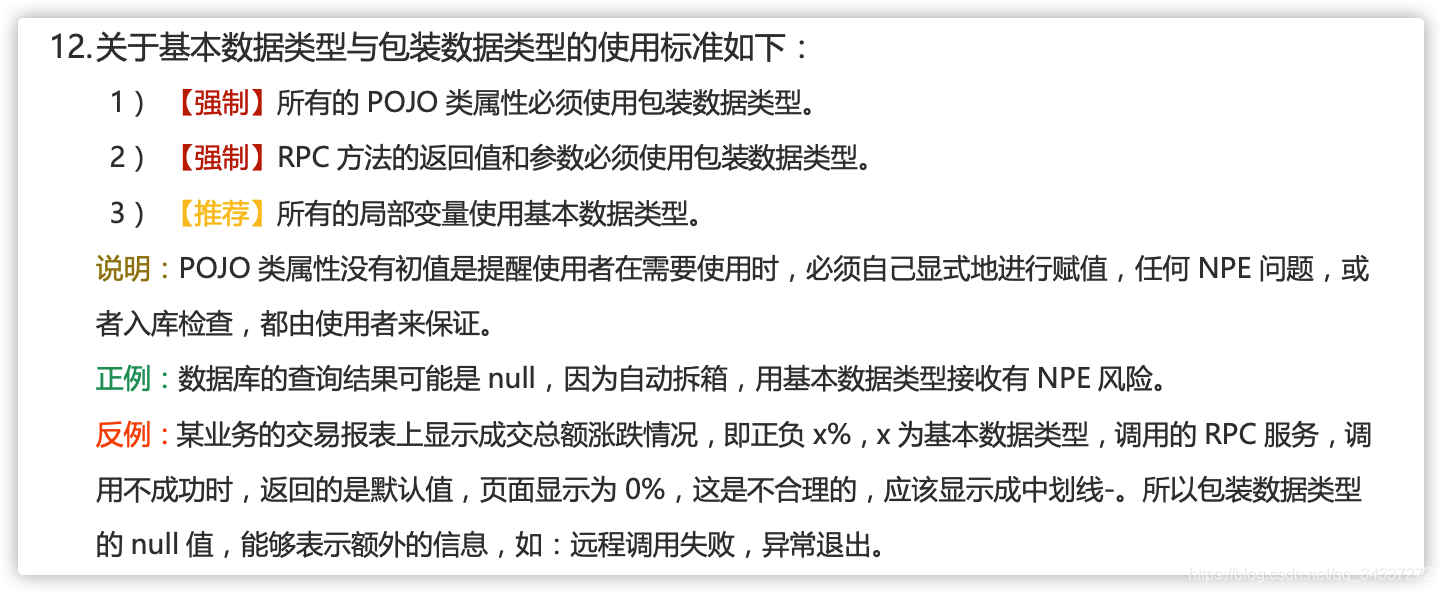 12.关于基本数据类型与包装数据类型的使用标准如下：
1） 【强制】所有的 POJO 类属性必须使用包装数据类型。
2） 【强制】RPC 方法的返回值和参数必须使用包装数据类型。
3） 【推荐】所有的局部变量使用基本数据类型。
说明：POJO 类属性没有初值是提醒使用者在需要使用时，必须自己显式地进行赋值，任何 NPE 问题，或
者入库检查，都由使用者来保证。
正例：数据库的查询结果可能是 null，因为自动拆箱，用基本数据类型接收有 NPE 风险。
反例：某业务的交易报表上显示成交总额涨跌情况，即正负 x%，x 为基本数据类型，调用的 RPC 服务，调
用不成功时，返回的是默认值，页面显示为 0%，这是不合理的，应该显示成中划线-。所以包装数据类型
的 null 值，能够表示额外的信息，如：远程调用失败，异常退出。
https://blog.csdn.net/qq_34337272